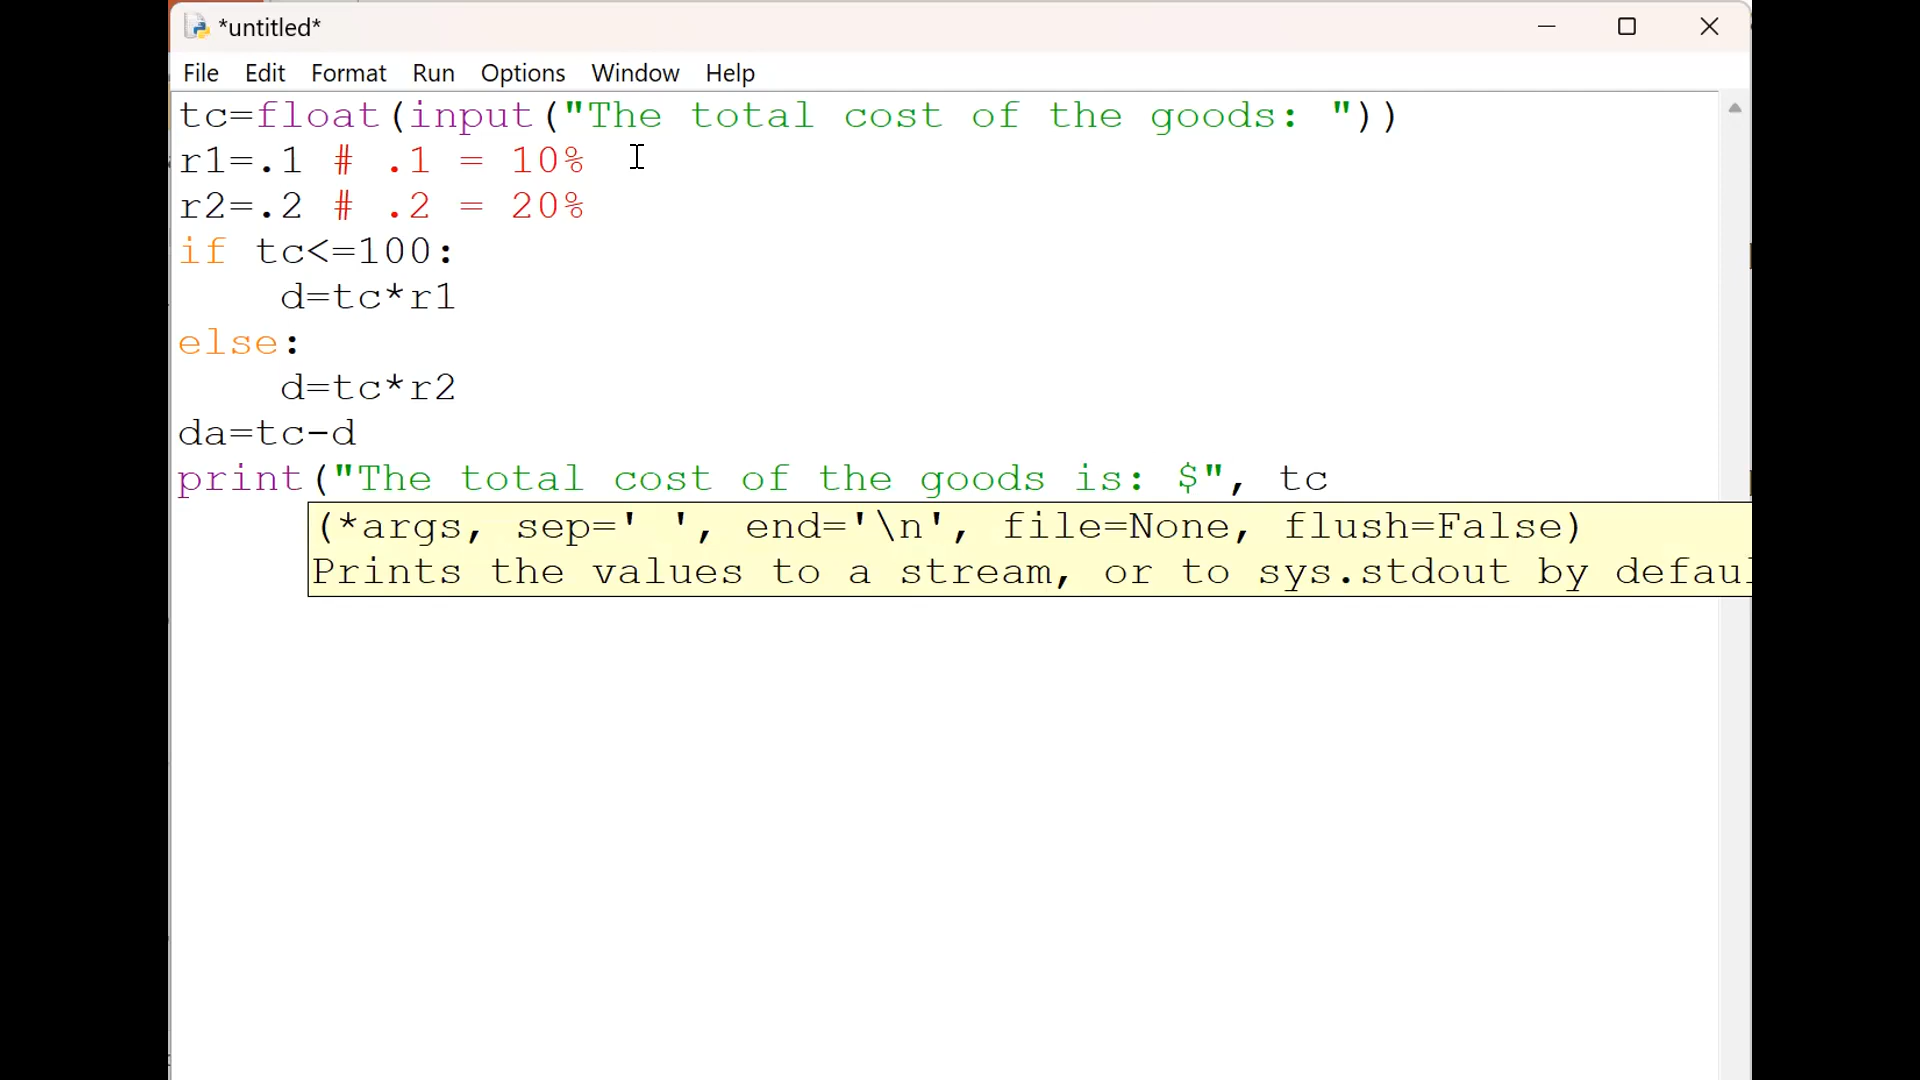 *untitled*
File Edit Format Run Options Window Help
tc=float(input("The total cost of the goods: "))
r1=.1 # .1 = 10%
r2=.2 # .2 = 20%
if tc<=100:
    d=tc*r1
else:
    d=tc*r2
da=tc-d
print("The total cost of the goods is: $", tc
(*args, sep=' ', end='\n', file=None, flush=False)
Prints the values to a stream, or to sys.stdout by defaul